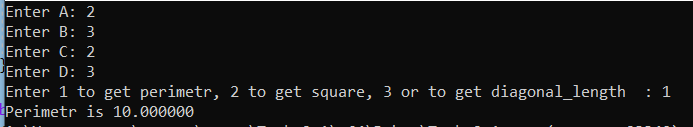 Enter A: 2
Enter B: 3
Enter C: 2
Enter D: 3
Enter 1 to get perimetr, 2 to get square, 3 or to get diagonal_length  : 1
Perimetr is 10.000000